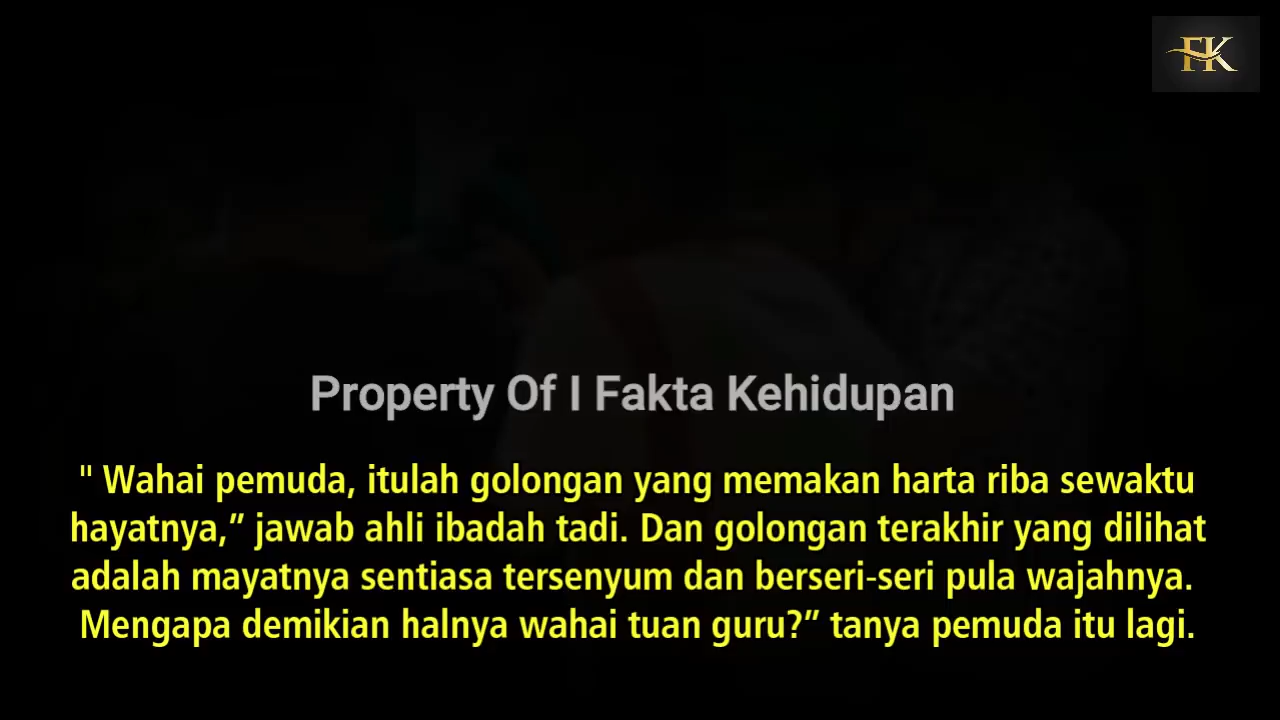 FK
Property Of I Fakta Kehidupan
" Wahai pemuda, itulah golongan yang memakan harta riba sewaktu
hayatnya,” jawab ahli ibadah tadi. Dan golongan terakhir yang dilihat
adalah mayatnya sentiasa tersenyum dan berseri-seri pula wajahnya.
Mengapa demikian halnya wahai tuan guru?” tanya pemuda itu lagi.